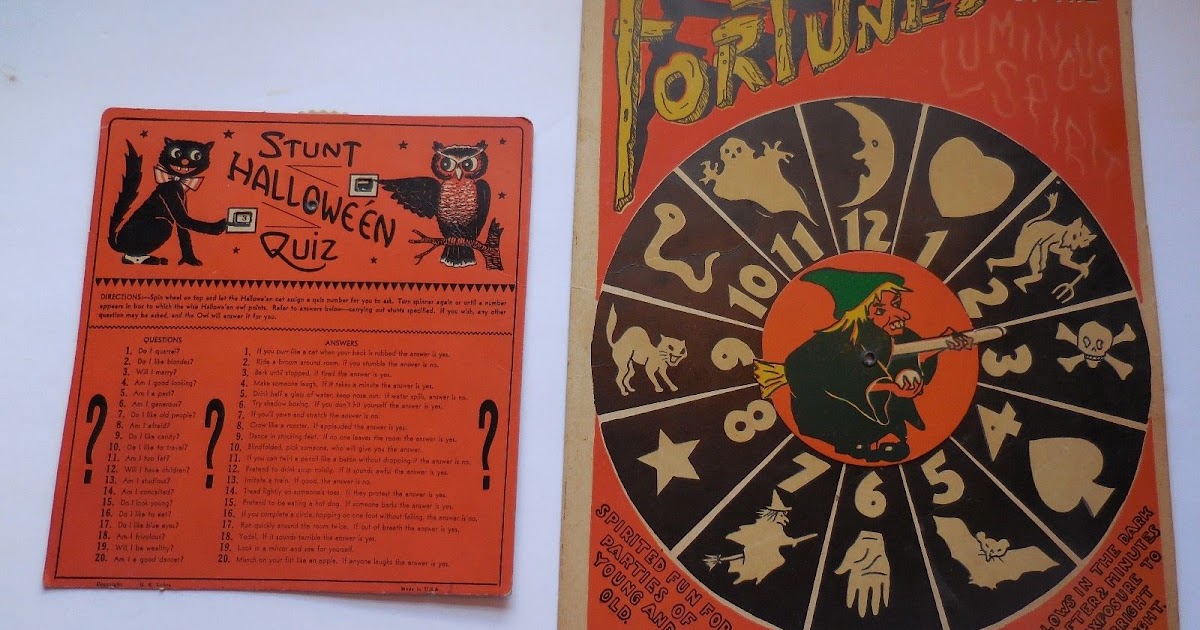 STUNT
HALLOWE'EN
QUIZ
3
DIRECTIONS—Spin wheel on top and let the Hallowe'en cat assign a quiz number for you to ask. Turn spinner again or until a number
appears in box to which the wise Hallowe'en owl points. Refer to answers below—carrying out stunts specified. If you wish, any other
question may be asked, and the Owl will answer it for you.
QUESTIONS
1. Do I quarrel?
2. Do I like blondes?
3. Will I marry?
4. Am I good looking?
5. Am I a pest?
6. Am I generous?
7. Do I like old people?
8. Am I afraid?
9. Do I like candy?
10. Do I like to travel?
11. Am I too fat?
12. Will I have children?
13. Am I studious?
14. Am I conceited?
15. Do I look young?
16. Do I like to eat?
17. Do I like blue eyes?
18. Am I frivolous?
19. Will I be wealthy?
20. Am I a good dancer?
? ? ?
ANSWERS
1. If you purr like a cat when your back is rubbed the answer is yes.
2. Ride a broom around room. If you stumble the answer is no.
3. Bark until stopped, if fired the answer is yes.
4. Make someone laugh. If it takes a minute the answer is yes.
5. Drink half a glass of water, keep nose out. If water spills, answer is no.
6. Try shadow boxing. If you don't hit yourself the answer is yes.
7. If you'll yawn and stretch the answer is no.
8. Crow like a rooster. If applauded the answer is yes.
9. Dance in stocking feet. If no one leaves the room the answer is yes.
10. Blindfolded, pick someone, who will give you the answer.
11. If you can twirl a pencil like a baton without dropping it the answer is no.
12. Pretend to drink soup noisily. If it sounds awful the answer is yes.
13. Imitate a train. If good, the answer is no.
14. Tread lightly on someone's toes. If they protest the answer is yes.
15. Pretend to be eating a hot dog. If someone barks the answer is yes.
16. If you complete a circle, hopping on one foot without falling, the answer is no.
17. Run quickly around the room twice. If out of breath the answer is yes.
18. Yodel. If it sounds terrible the answer is yes.
19. Look in a mirror and see for yourself.
20. Munch on your fist like an apple. If anyone laughs the answer is yes.
Copyright
Made in U.S.A.
FORTUNES
LUMINOUS
SPIRIT
12
1
2
3
4
5
6
7
8
9
10
11
SPIRITED FUN FOR
PARTIES OF
YOUNG AND
OLD.
GLOWS IN THE DARK
AFTER 2 MINUTES
EXPOSURE TO
BRIGHT
LIGHT.